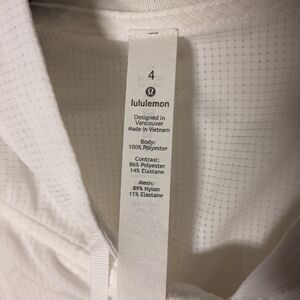 4
lululemon
Designed in
Vancouver
Made in Vietnam
Body:
100% Polyester
Contrast:
86% Polyester
14% Elastane
Mesh:
89% Nylon
11% Elastane